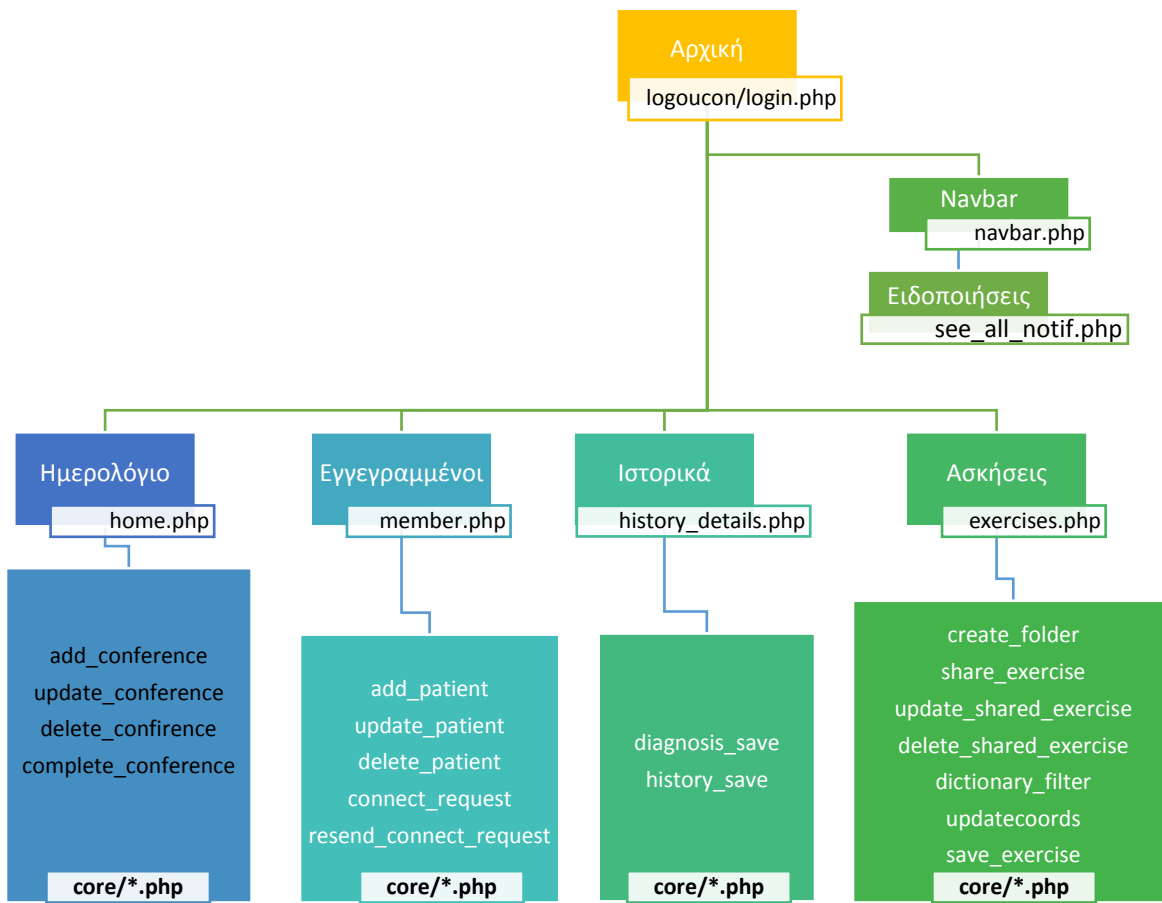 Αρχική
logoucon/login.php
Navbar
navbar.php
Ειδοποιήσεις
see_all_notif.php
Ημερολόγιο
home.php
Εγγεγραμμένοι
member.php
Ιστορικά
history_details.php
Ασκήσεις
exercises.php
add_conference
update_conference
delete_confirence
complete_conference
core/*.php
add_patient
update_patient
delete_patient
connect_request
resend_connect_request
core/*.php
diagnosis_save
history_save
core/*.php
create_folder
share_exercise
update_shared_exercise
delete_shared_exercise
dictionary_filter
updatecoords
save_exercise
core/*.php